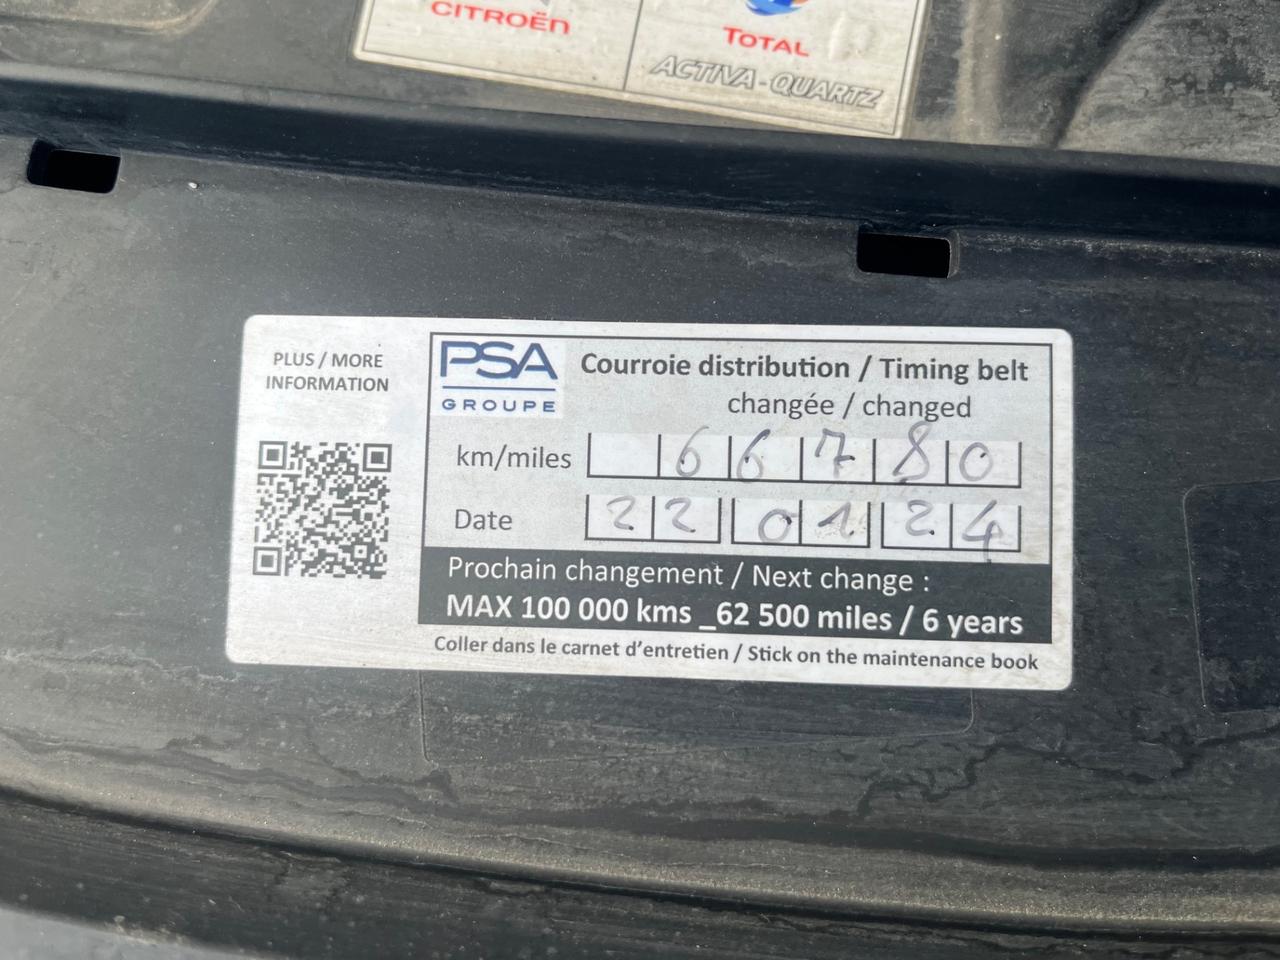 CITROËN
TOTAL
ACTIVA-QUARTZ
PLUS / MORE
INFORMATION
PSA
GROUPE
Courroie distribution / Timing belt
changée / changed
km/miles 66780
Date 22 01 24
Prochain changement / Next change :
MAX 100 000 kms _62 500 miles / 6 years
Coller dans le carnet d'entretien / Stick on the maintenance book